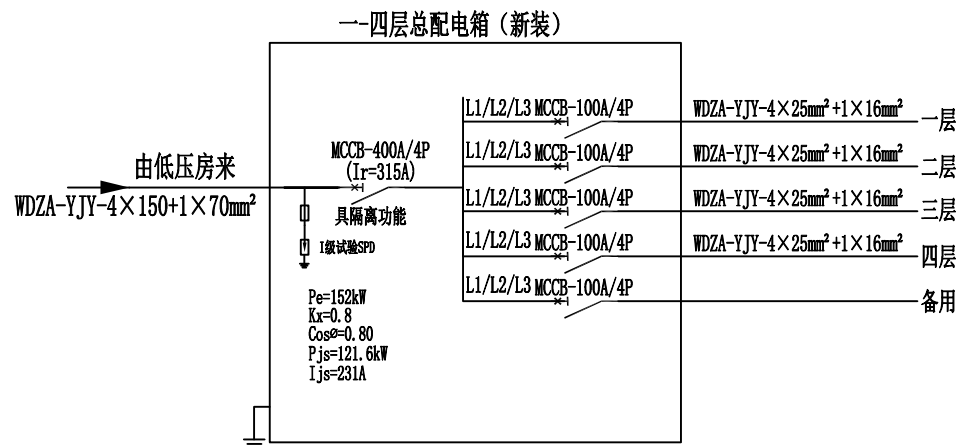 一-四层总配电箱（新装）
由低压房来
WDZA-YJY-4×150+1×70mm²
MCCB-400A/4P
(Ir=315A)
具隔离功能
I级试验SPD
Pe=152kW
Kx=0.8
Cosø=0.80
Pjs=121.6kW
Ijs=231A
L1/L2/L3 MCCB-100A/4P WDZA-YJY-4×25mm²+1×16mm² 一层
L1/L2/L3 MCCB-100A/4P WDZA-YJY-4×25mm²+1×16mm² 二层
L1/L2/L3 MCCB-100A/4P WDZA-YJY-4×25mm²+1×16mm² 三层
L1/L2/L3 MCCB-100A/4P WDZA-YJY-4×25mm²+1×16mm² 四层
L1/L2/L3 MCCB-100A/4P 备用